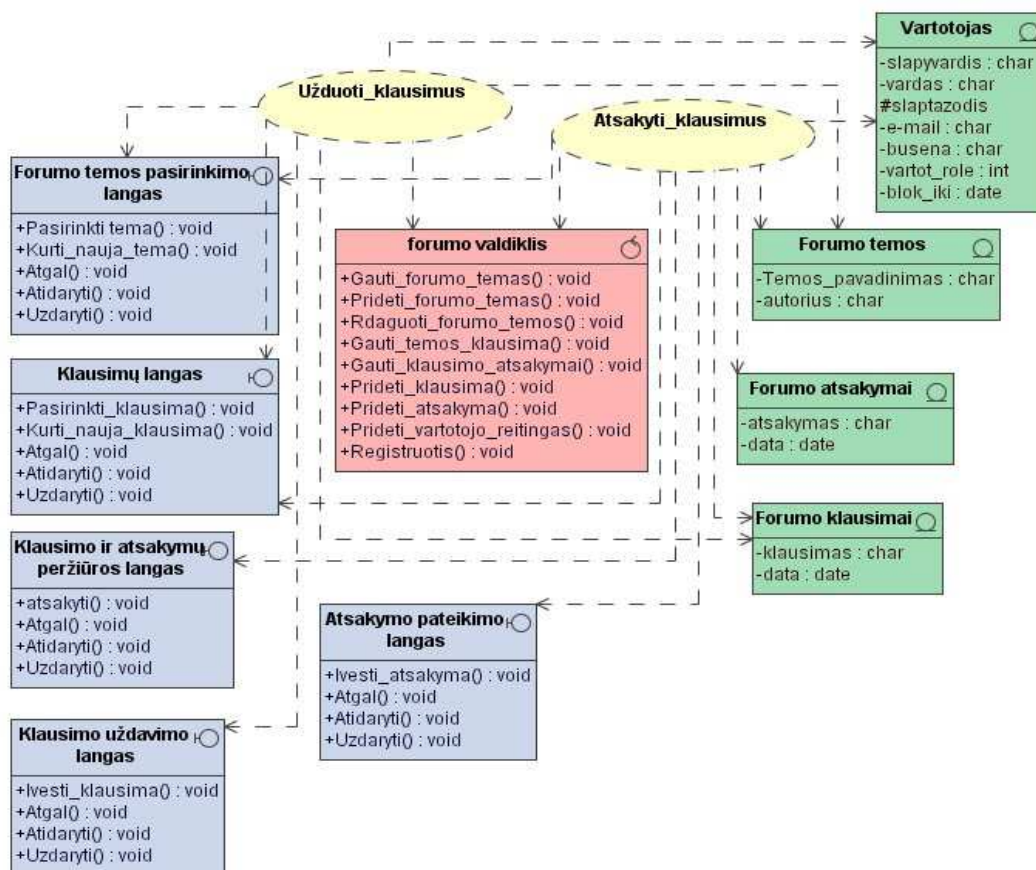 Vartotojas
-slapyvardis : char
-vardas : char
#slaptazodis
-e-mail : char
-busena : char
-vartot_role : int
-blok_iki : date
Užduoti_klausimus
Atsakyti_klausimus
Forumo temos pasirinkimo
langas
+Pasirinkti tema() : void
+Kurti_nauja_tema() : void
+Atgal() : void
+Atidaryti() : void
+Uzdaryti() : void
forumo valdiklis
+Gauti_forumo_temas() : void
+Prideti_forumo_temas() : void
+Rdaguoti_forumo_temos() : void
+Gauti_temos_klausima() : void
+Gauti_klausimo_atsakymai() : void
+Prideti_klausima() : void
+Prideti_atsakyma() : void
+Prideti_vartotojo_reitingas() : void
+Registruotis() : void
Forumo temos
-Temos_pavadinimas : char
-autorius : char
Klausimų langas
+Pasirinkti_klausima() : void
+Kurti_nauja_klausima() : void
+Atgal() : void
+Atidaryti() : void
+Uzdaryti() : void
Forumo atsakymai
-atsakymas : char
-data : date
Forumo klausimai
-klausimas : char
-data : date
Klausimo ir atsakymų
peržiūros langas
+atsakyti() : void
+Atgal() : void
+Atidaryti() : void
+Uzdaryti() : void
Atsakymo pateikimo
langas
+Ivesti_atsakyma() : void
+Atgal() : void
+Atidaryti() : void
+Uzdaryti() : void
Klausimo uždavimo
langas
+Ivesti_klausima() : void
+Atgal() : void
+Atidaryti() : void
+Uzdaryti() : void